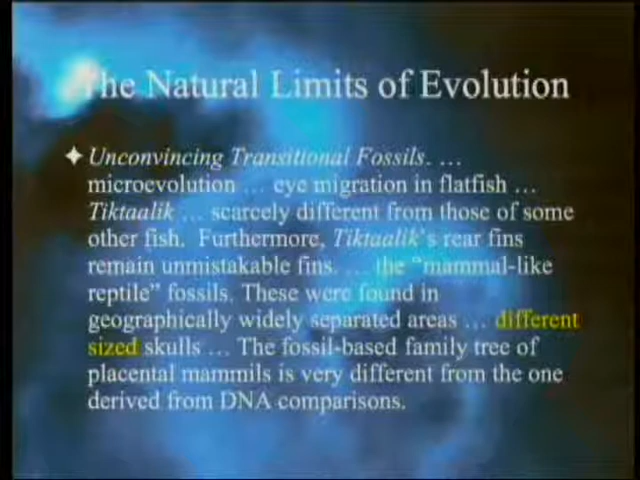 The Natural Limits of Evolution
Unconvincing Transitional Fossils. …
microevolution … eye migration in flatfish …
Tiktaalik … scarcely different from those of some
other fish. Furthermore, Tiktaalik's rear fins
remain unmistakable fins. … the “mammal-like
reptile” fossils. These were found in
geographically widely separated areas … different
sized skulls … The fossil-based family tree of
placental mammils is very different from the one
derived from DNA comparisons.